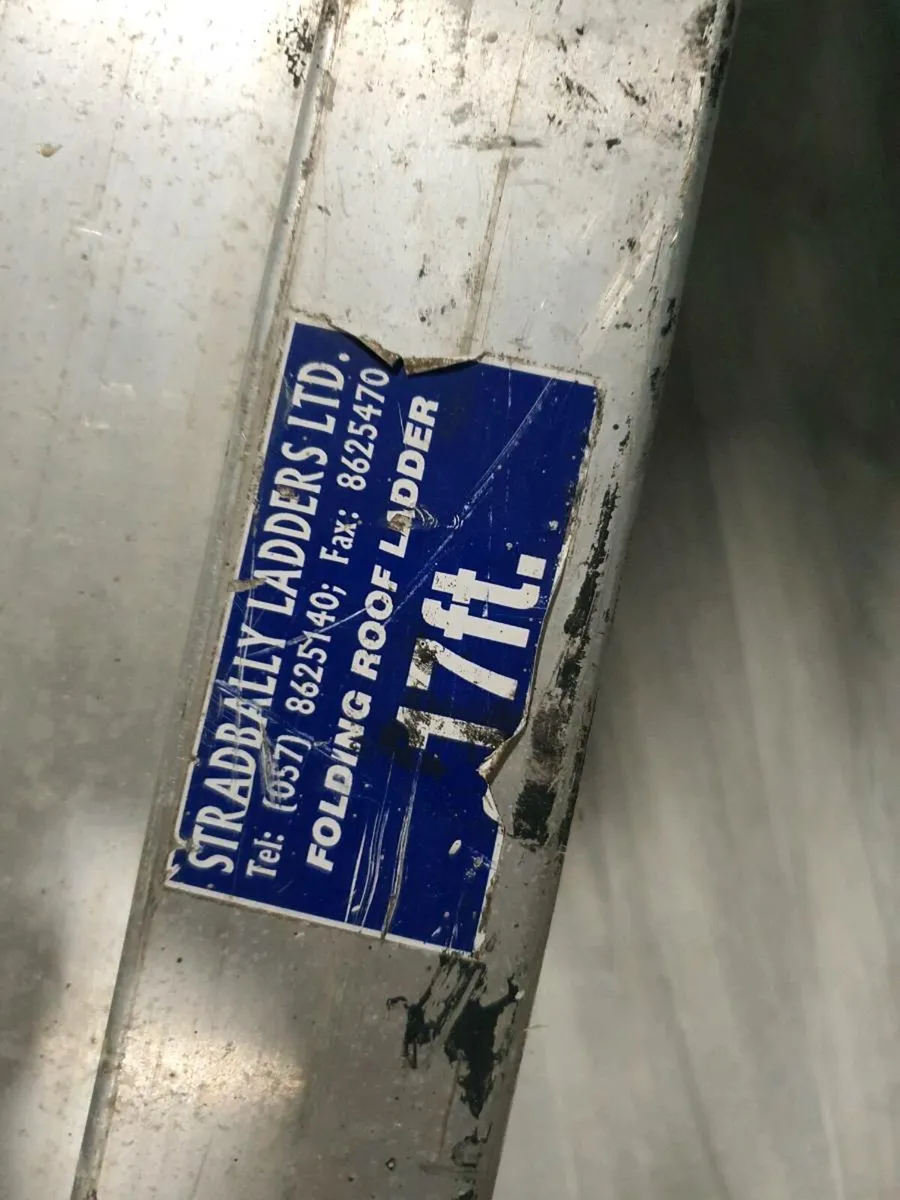 STRADBALLY LADDERS LTD.
Tel: (057) 8625140; Fax: 8625470
FOLDING ROOF LADDER
17ft.